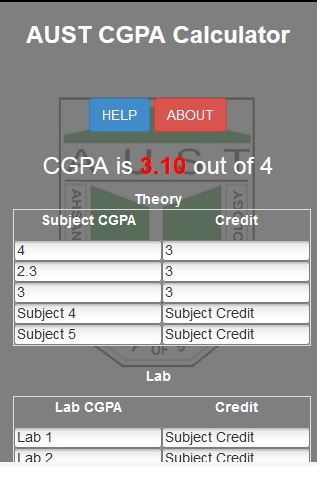 AUST CGPA Calculator
HELP ABOUT
A U S T
CGPA is 3.10 out of 4
Theory
Subject CGPA Credit
4 3
2.3 3
3 3
Subject 4 Subject Credit
Subject 5 Subject Credit
OF
Lab
Lab CGPA Credit
Lab 1 Subject Credit
Lab 2 Subject Credit